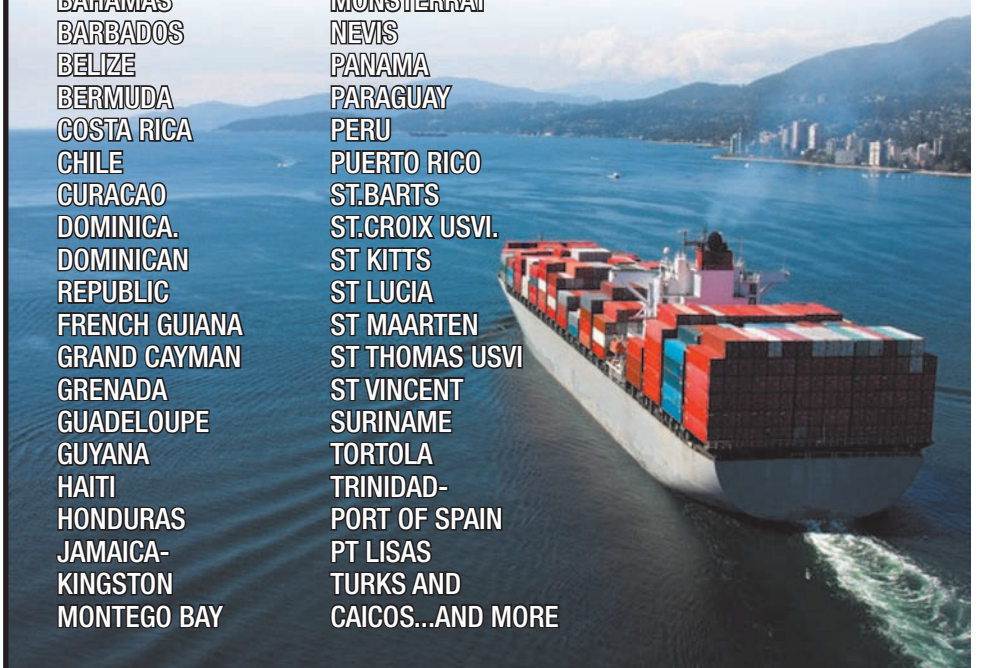 BAHAMAS
BARBADOS
BELIZE
BERMUDA
COSTA RICA
CHILE
CURACAO
DOMINICA.
DOMINICAN
REPUBLIC
FRENCH GUIANA
GRAND CAYMAN
GRENADA
GUADELOUPE
GUYANA
HAITI
HONDURAS
JAMAICA-
KINGSTON
MONTEGO BAY
MONSTERRAT
NEVIS
PANAMA
PARAGUAY
PERU
PUERTO RICO
ST.BARTS
ST.CROIX USVI.
ST KITTS
ST LUCIA
ST MAARTEN
ST THOMAS USVI
ST VINCENT
SURINAME
TORTOLA
TRINIDAD-
PORT OF SPAIN
PT LISAS
TURKS AND
CAICOS...AND MORE